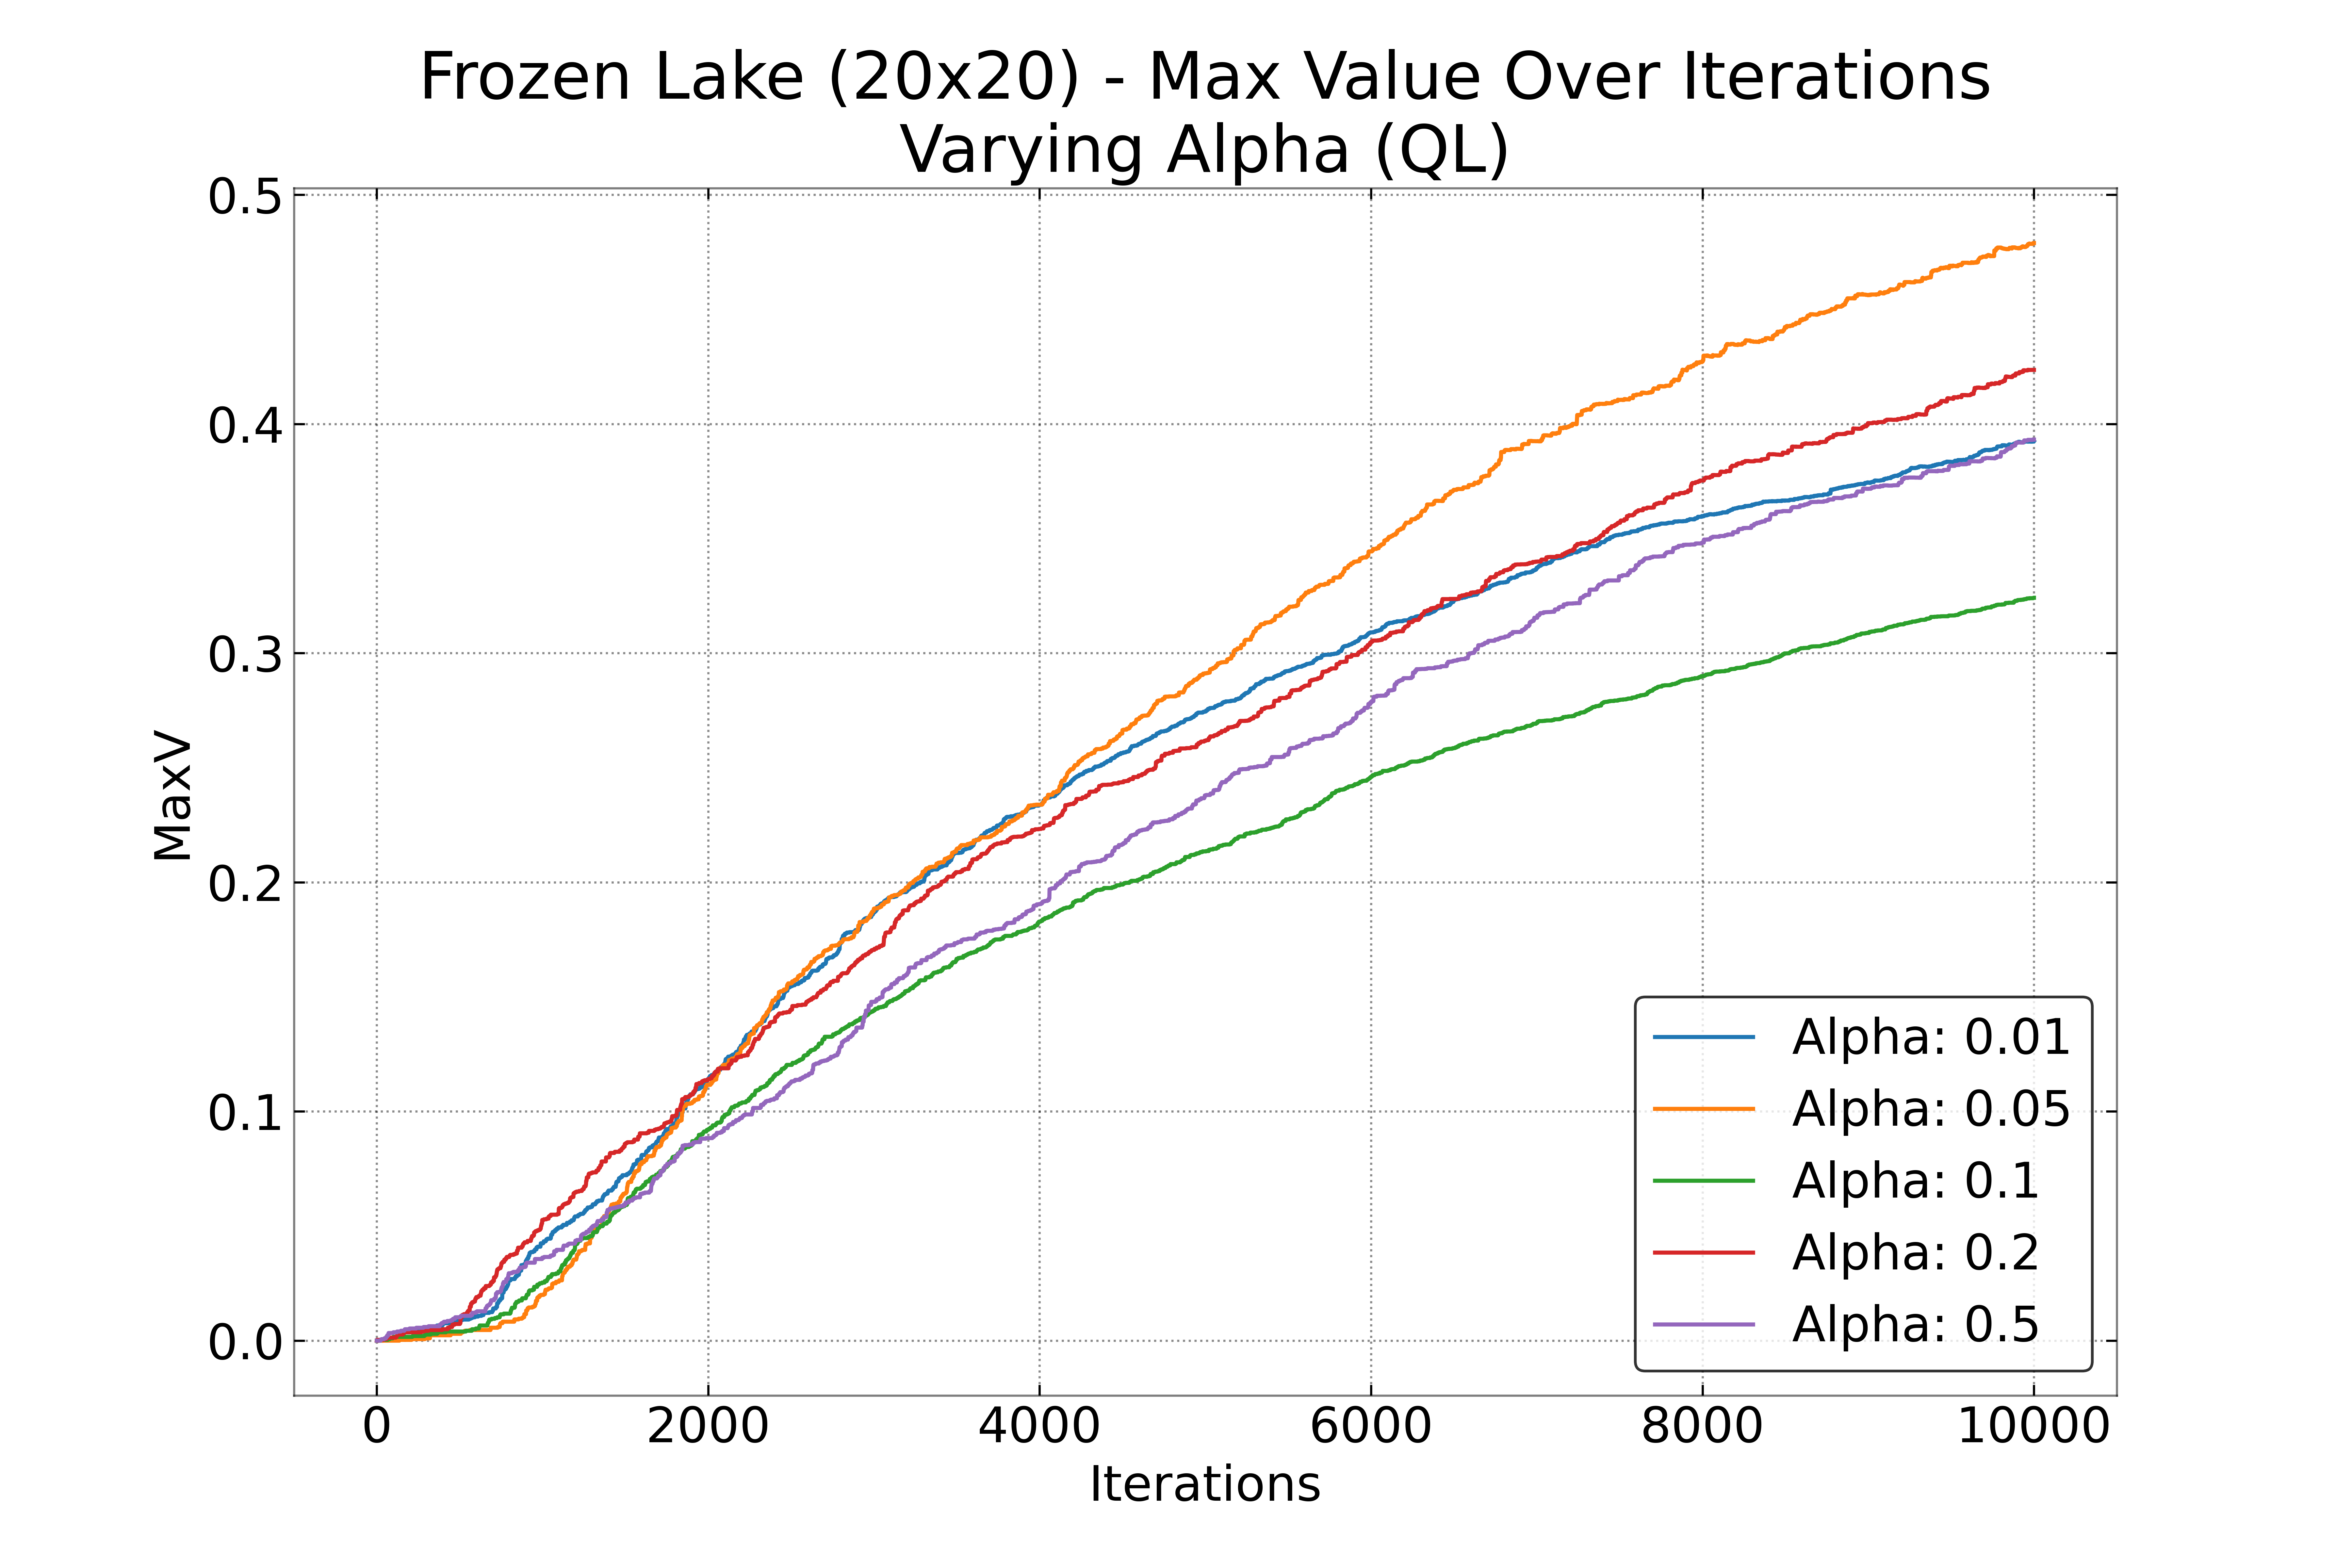 Frozen Lake (20x20) - Max Value Over Iterations
Varying Alpha (QL)
0.5
0.4
0.3
0.2
0.1
0.0
MaxV
0 2000 4000 6000 8000 10000
Iterations
Alpha: 0.01
Alpha: 0.05
Alpha: 0.1
Alpha: 0.2
Alpha: 0.5